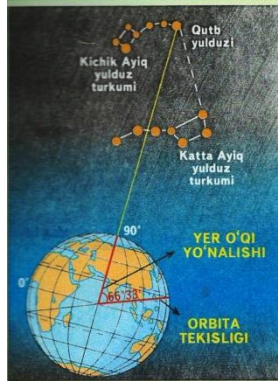 Qutb
yulduzi
Kichik Ayiq
yulduz
turkumi
Katta Ayiq
yulduz
turkumi
90°
YER O'QI
YO'NALISHI
0°
66°33'
ORBITA
TEKISLIGI